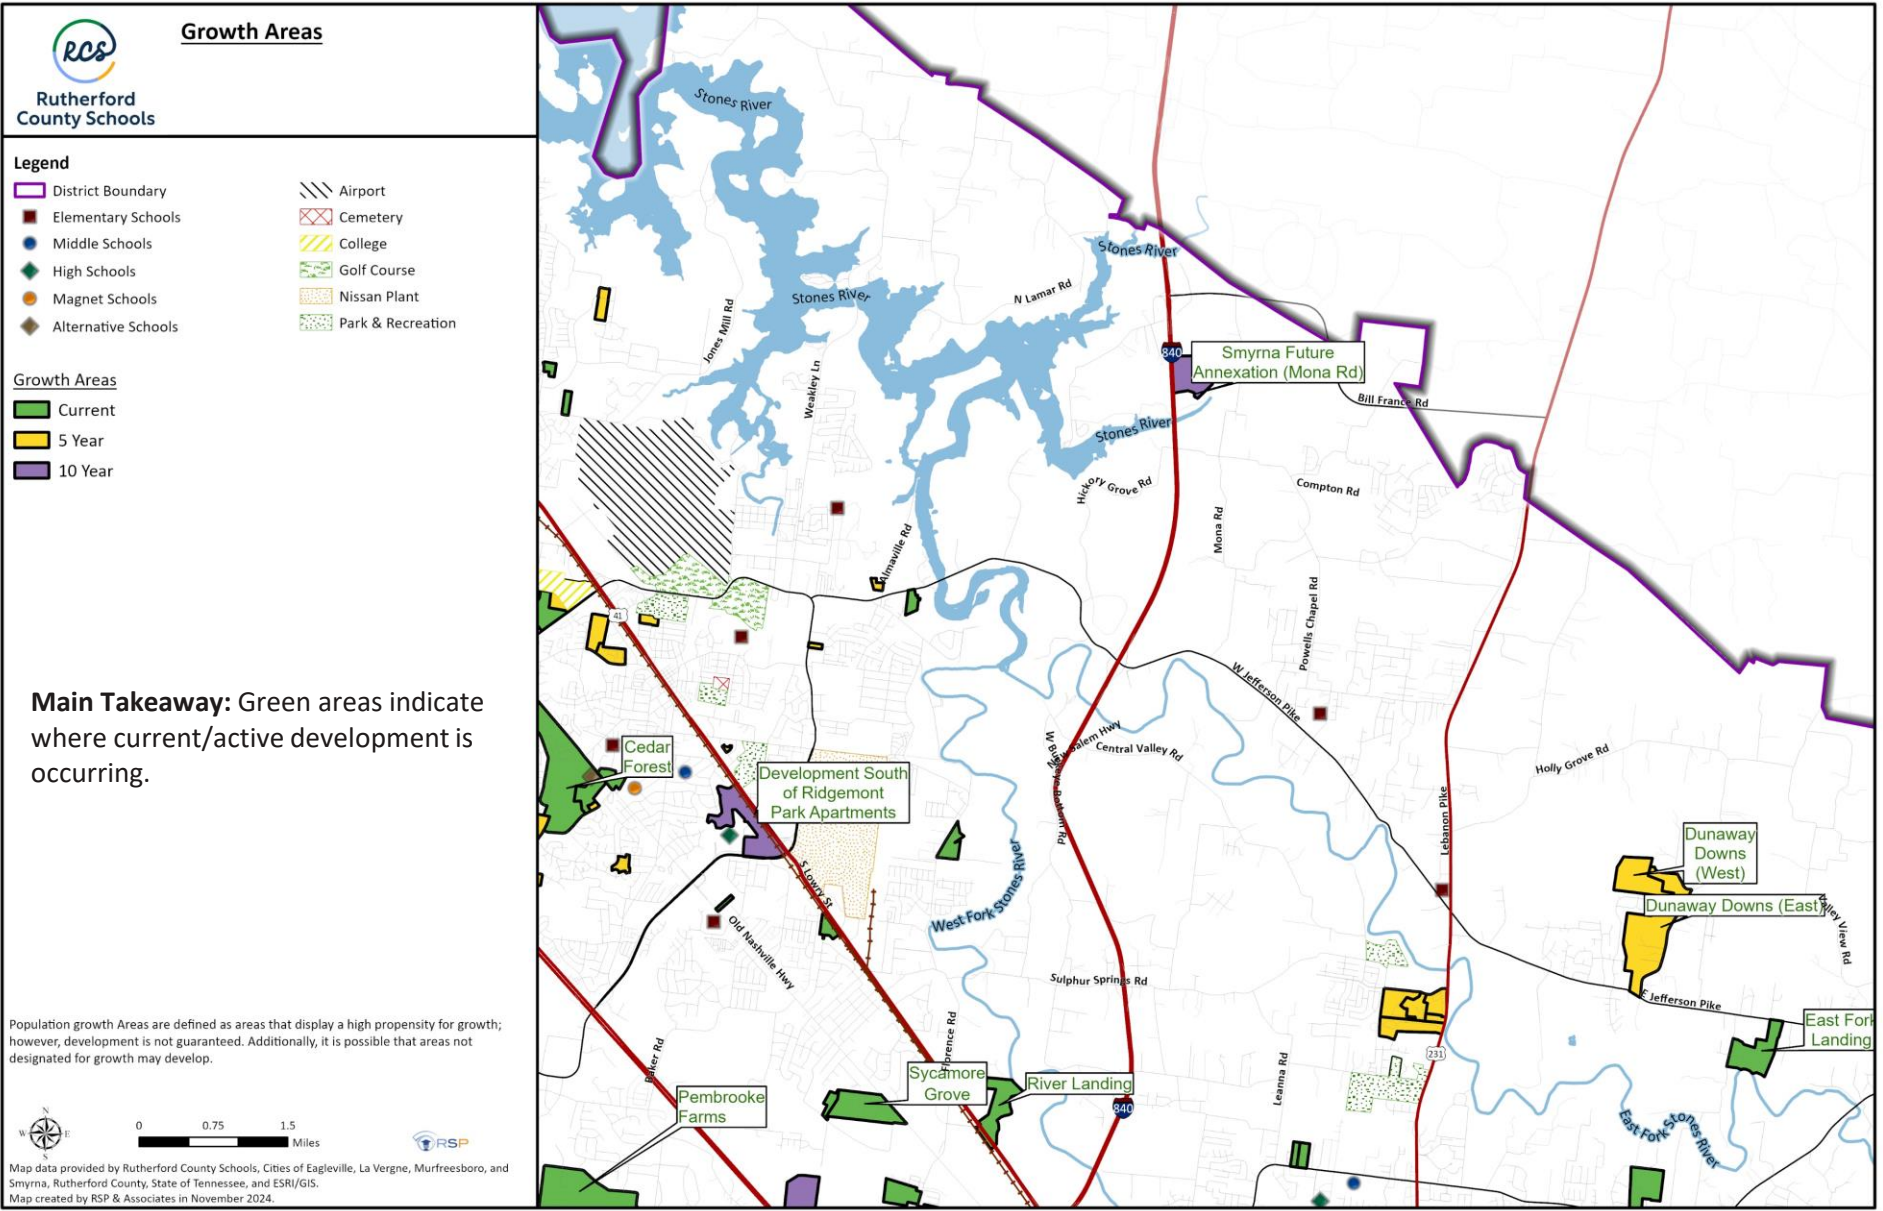 Growth Areas
RCS
Rutherford
County Schools
Legend
District Boundary
Elementary Schools
Middle Schools
High Schools
Magnet Schools
Alternative Schools
Airport
Cemetery
College
Golf Course
Nissan Plant
Park & Recreation
Growth Areas
Current
5 Year
10 Year
Main Takeaway: Green areas indicate
where current/active development is
occurring.
Population growth Areas are defined as areas that display a high propensity for growth;
however, development is not guaranteed. Additionally, it is possible that areas not
designated for growth may develop.
N
W
E
S
0
0.75
1.5
Miles
RSP
Map data provided by Rutherford County Schools, Cities of Eagleville, La Vergne, Murfreesboro, and
Smyrna, Rutherford County, State of Tennessee, and ESRI/GIS.
Map created by RSP & Associates in November 2024.
Stones River
Stones River
Stones River
N Lamar Rd
Jones Mill Rd
Weakley Ln
840
Smyrna Future
Annexation (Mona Rd)
Bill France Rd
Stones River
Hickory Grove Rd
Compton Rd
Mona Rd
Almaville Rd
41
Powells Chapel Rd
W Jefferson Pike
Cedar
Forest
Development South
of Ridgemont
Park Apartments
New Salem Hwy
Central Valley Rd
W Buckeye Bottom Rd
Holly Grove Rd
Lebanon Pike
Dunaway
Downs
(West)
Dunaway Downs (East)
Valley View Rd
S Lowry St
West Fork Stones River
Old Nashville Hwy
Sulphur Springs Rd
E Jefferson Pike
East Fork
Landing
Florence Rd
Baker Rd
231
Sycamore
Grove
River Landing
Leanna Rd
Pembrooke
Farms
840
East Fork Stones River